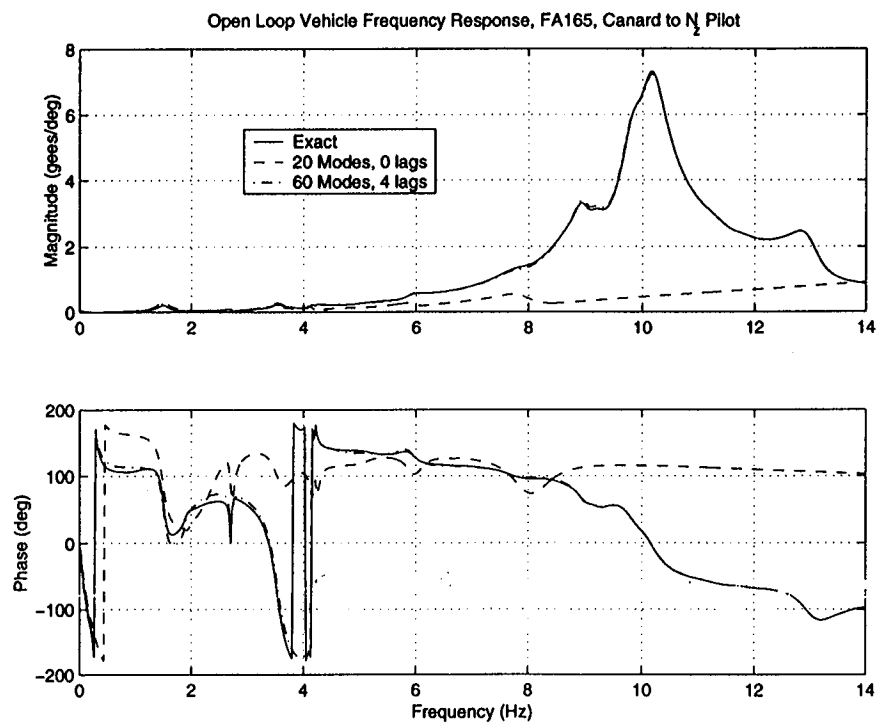 Open Loop Vehicle Frequency Response, FA165, Canard to Nz Pilot
8
6
4
2
0
Magnitude (gees/deg)
Exact
20 Modes, 0 lags
60 Modes, 4 lags
0 2 4 6 8 10 12 14
200
100
0
−100
−200
Phase (deg)
0 2 4 6 8 10 12 14
Frequency (Hz)